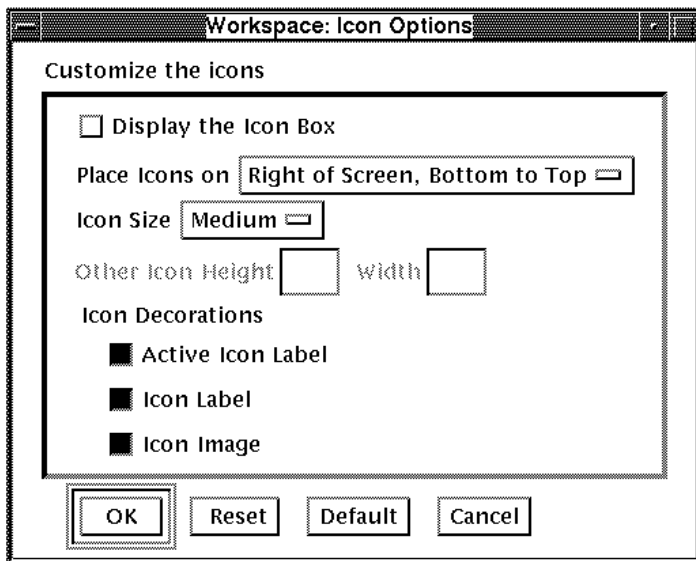 Workspace: Icon Options
Customize the icons
Display the Icon Box
Place Icons on Right of Screen, Bottom to Top
Icon Size Medium
Other Icon Height Width
Icon Decorations
Active Icon Label
Icon Label
Icon Image
OK Reset Default Cancel